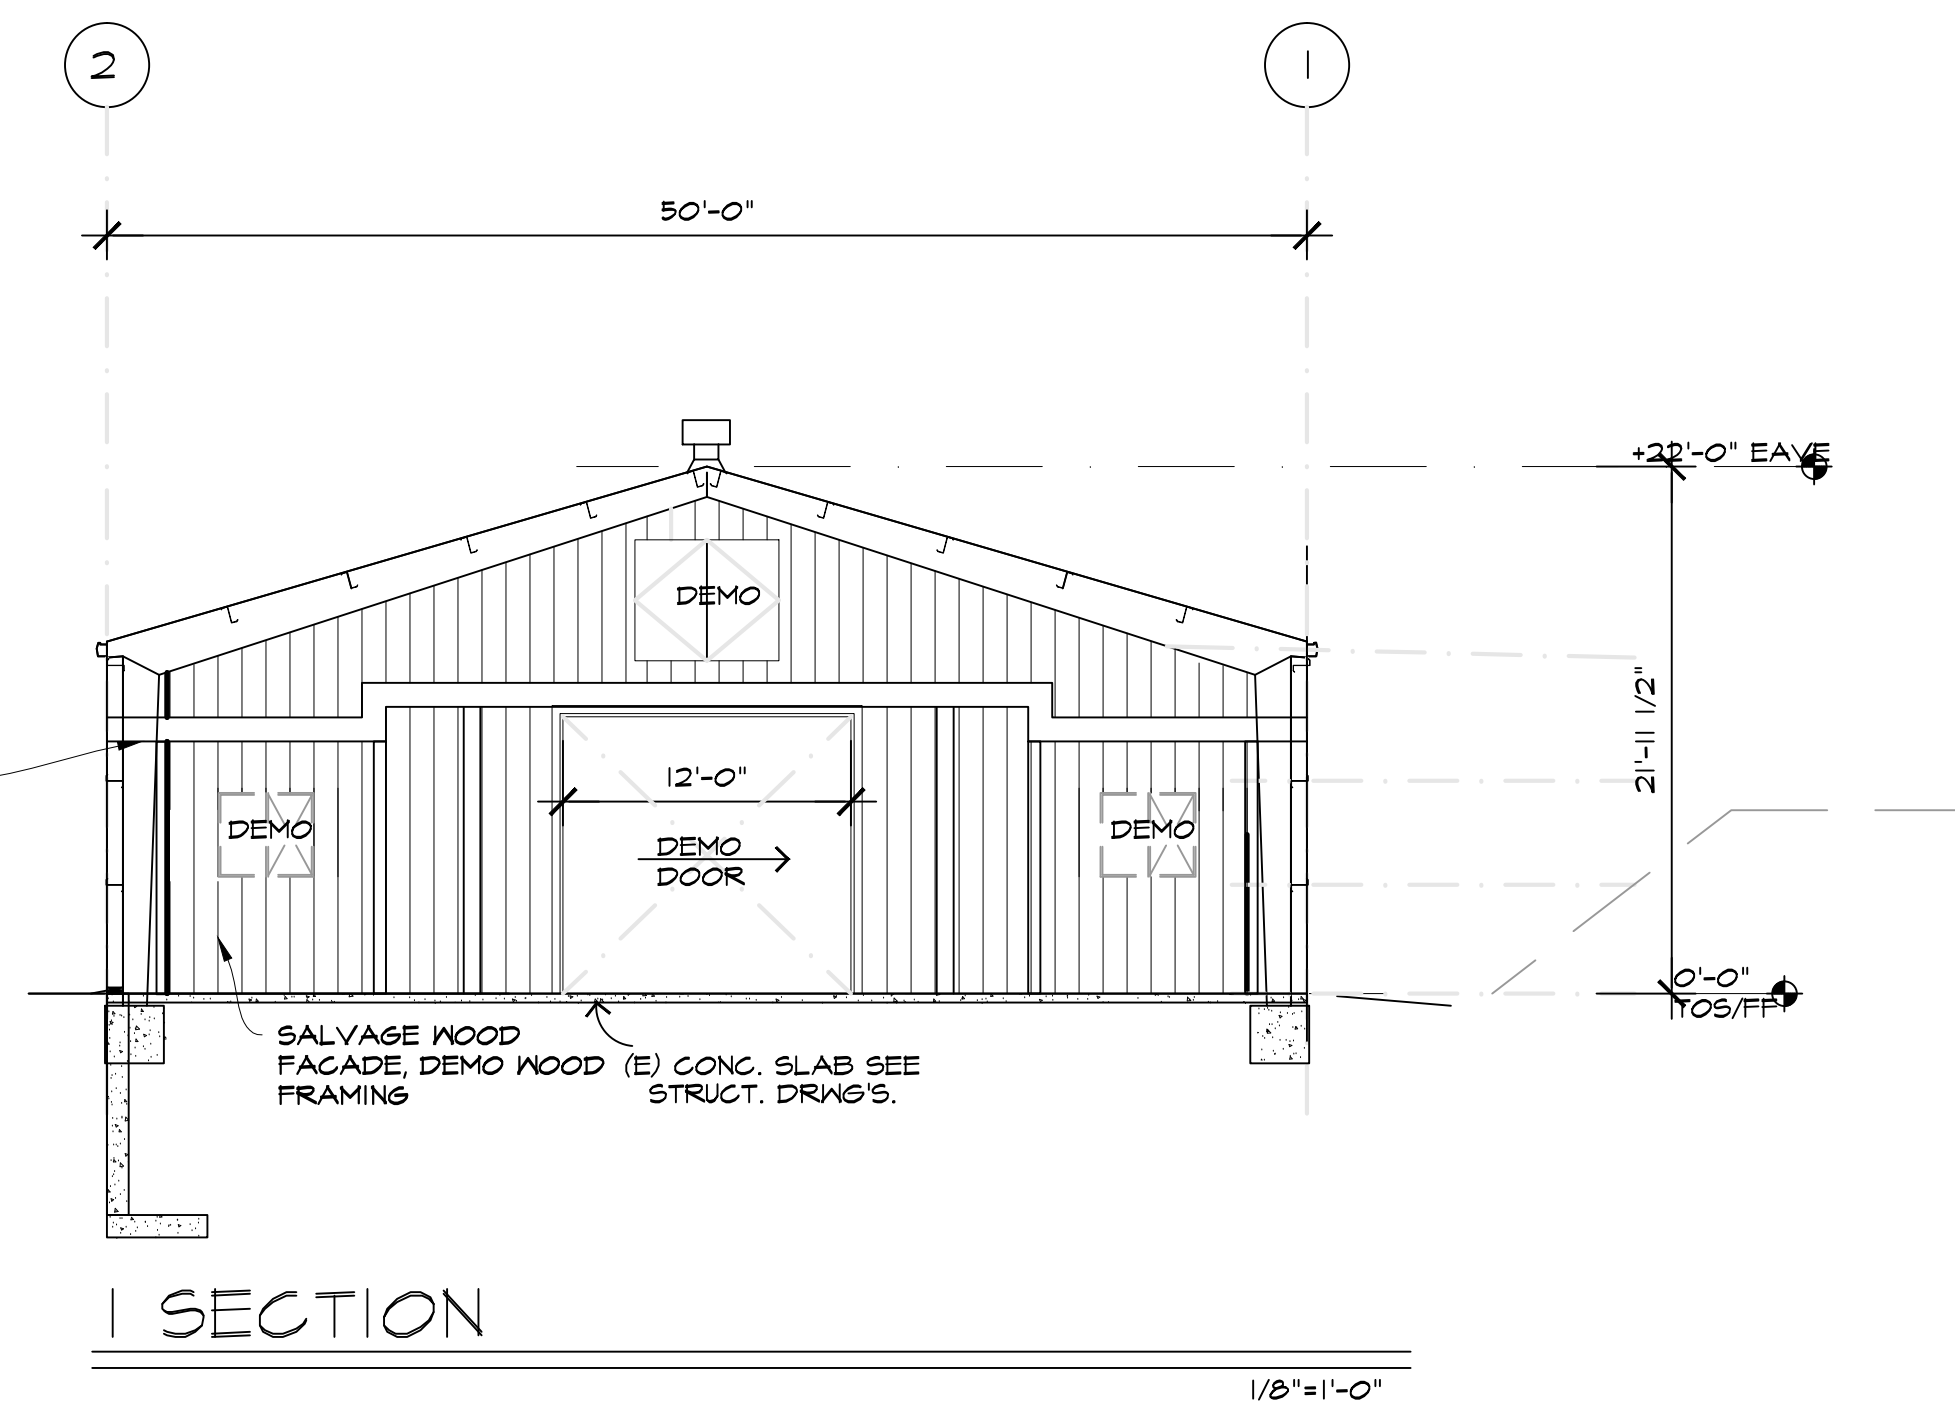 2
1
50'-0"
+22'-0" EAVE
DEMO
21'-11 1/2"
12'-0"
DEMO
DEMO
DOOR
DEMO
0'-0"
TOS/FF
SALVAGE WOOD
FACADE, DEMO WOOD
FRAMING
(E) CONC. SLAB SEE
STRUCT. DRWG'S.
1 SECTION
1/8"=1'-0"